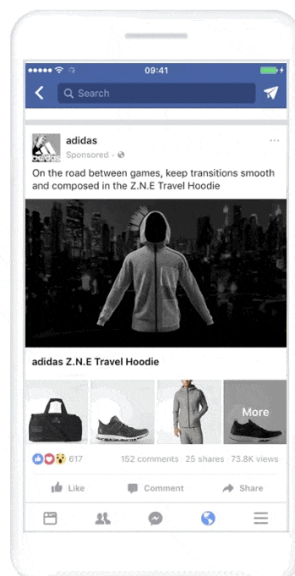 09:41
Search
adidas
Sponsored
On the road between games, keep transitions smooth
and composed in the Z.N.E Travel Hoodie
adidas Z.N.E Travel Hoodie
More
617
152 comments · 25 shares · 73.8K views
Like
Comment
Share